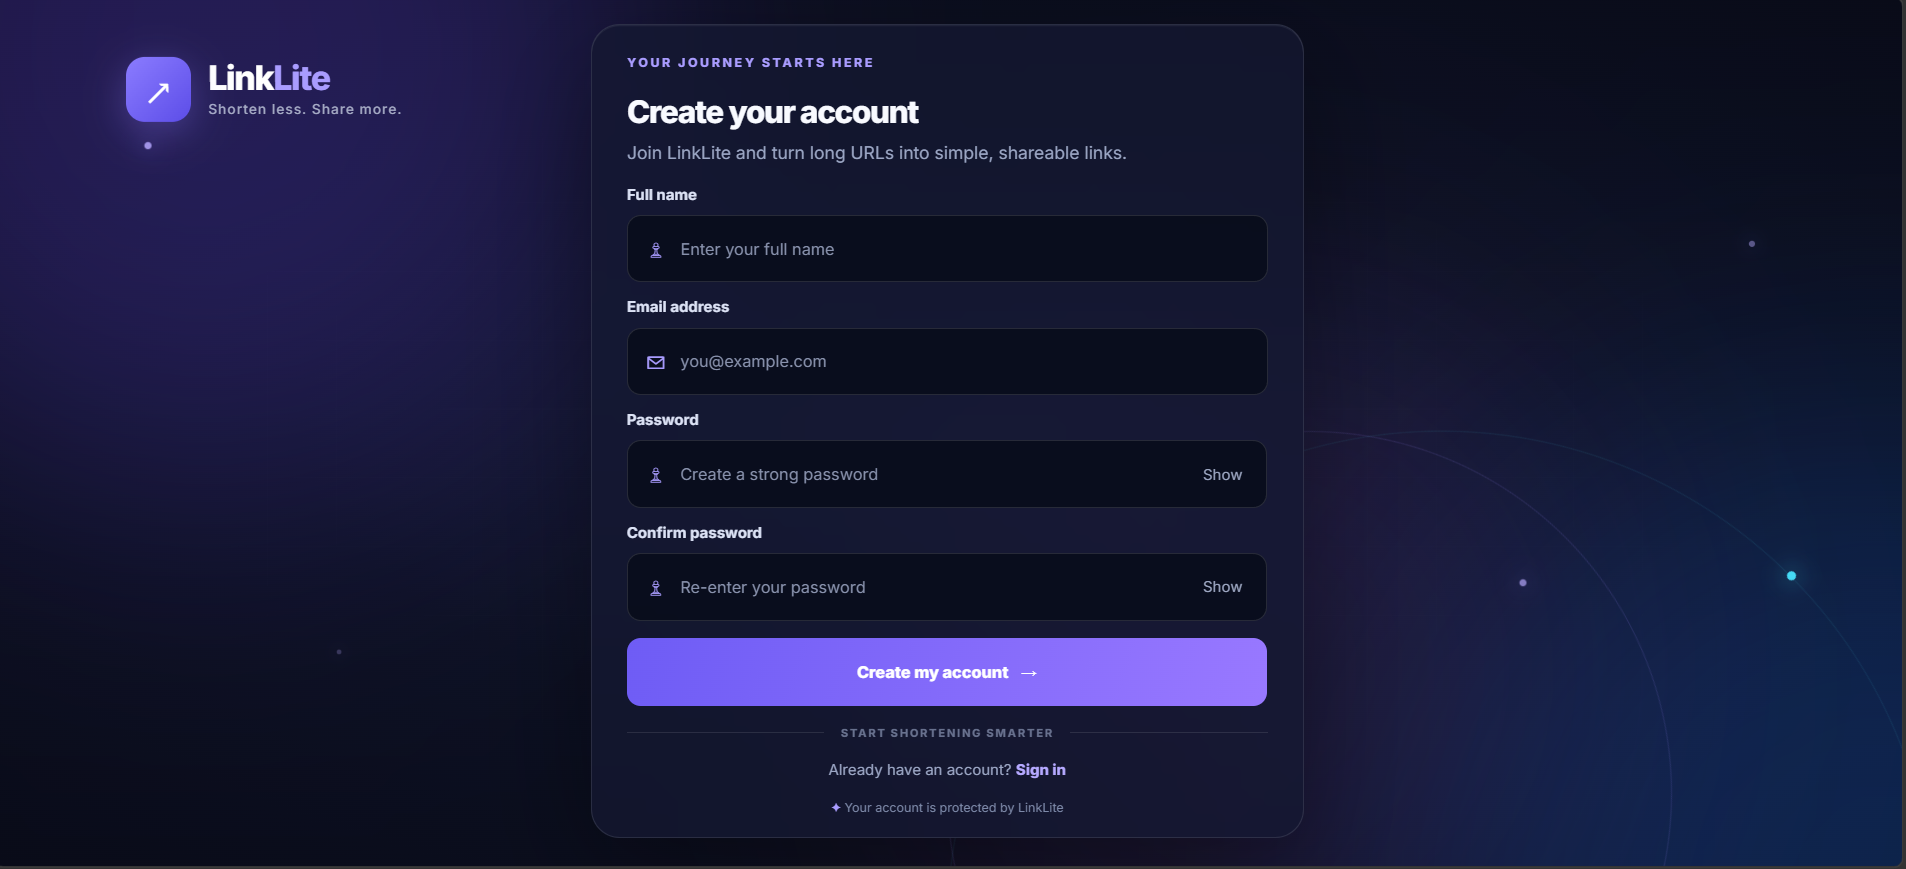 LinkLite
Shorten less. Share more.
YOUR JOURNEY STARTS HERE
Create your account
Join LinkLite and turn long URLs into simple, shareable links.
Full name
Enter your full name
Email address
you@example.com
Password
Create a strong password
Show
Confirm password
Re-enter your password
Show
Create my account →
START SHORTENING SMARTER
Already have an account? Sign in
✦ Your account is protected by LinkLite